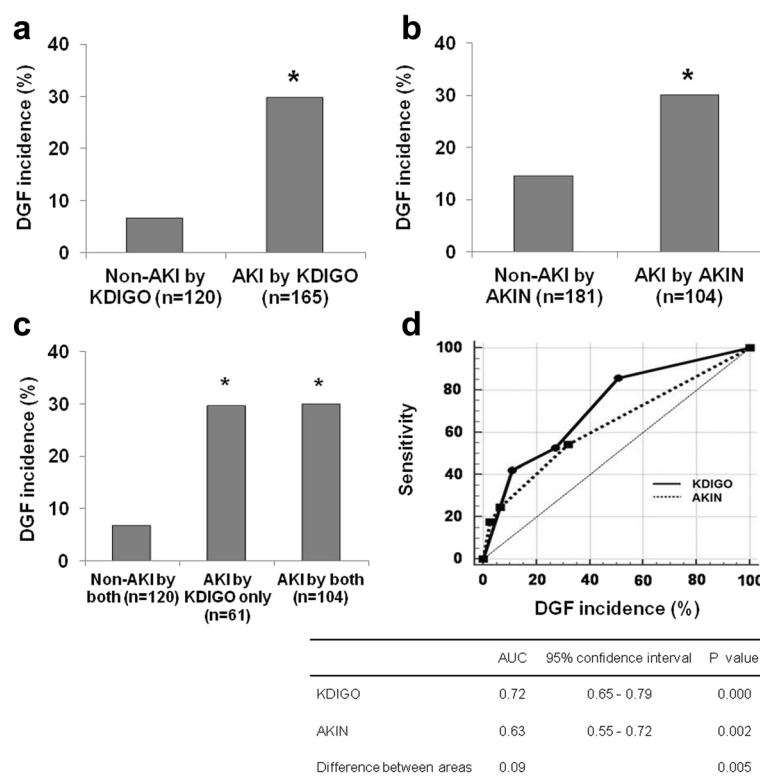 a
DGF incidence (%)
40
30
20
10
0
*
Non-AKI by
KDIGO (n=120)
AKI by KDIGO
(n=165)
b
DGF incidence (%)
40
30
20
10
0
*
Non-AKI by
AKIN (n=181)
AKI by AKIN
(n=104)
c
DGF incidence (%)
40
30
20
10
0
*
*
Non-AKI by
both (n=120)
AKI by
KDIGO only
(n=61)
AKI by both
(n=104)
d
Sensitivity
100
80
60
40
20
0
KDIGO
AKIN
0 20 40 60 80 100
DGF incidence (%)
AUC 95% confidence interval P value
KDIGO 0.72 0.65 - 0.79 0.000
AKIN 0.63 0.55 - 0.72 0.002
Difference between areas 0.09 0.005